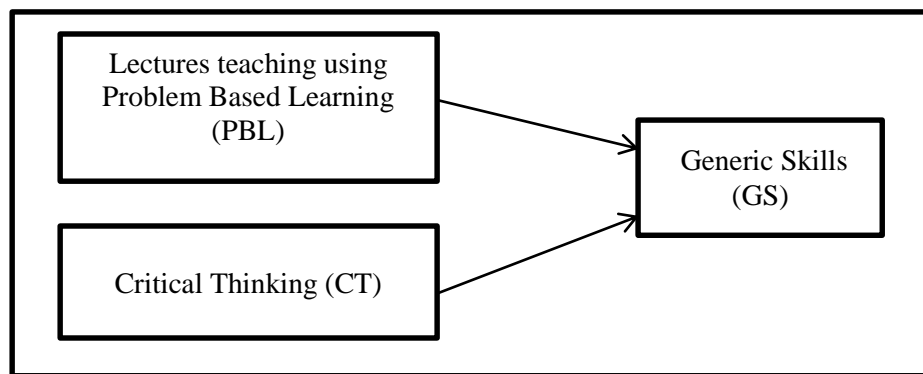 Lectures teaching using
Problem Based Learning
(PBL)
Generic Skills
(GS)
Critical Thinking (CT)